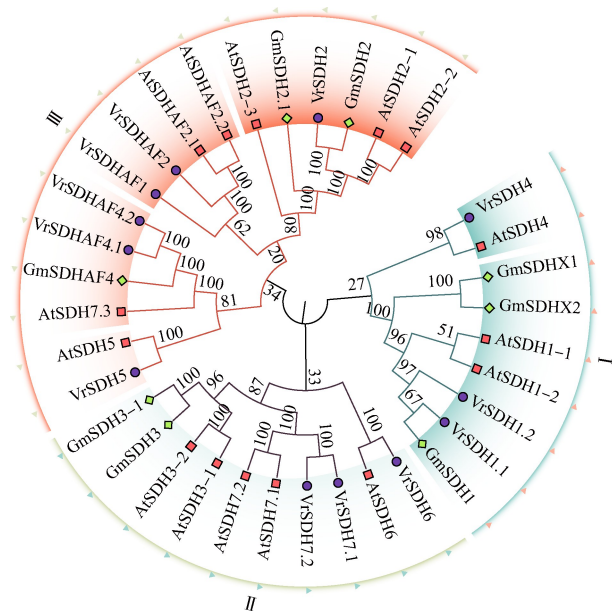 AtSDH2-3
GmSDH2.1
VrSDH2
GmSDH2
AtSDH2-1
AtSDH2-2
VrSDH4
AtSDH4
GmSDHX1
GmSDHX2
AtSDH1-1
AtSDH1-2
VrSDH1.2
VrSDH1.1
GmSDH1
VrSDH6
AtSDH6
VrSDH7.1
VrSDH7.2
AtSDH7.1
AtSDH7.2
AtSDH3-1
AtSDH3-2
GmSDH3
GmSDH3-1
VrSDH5
AtSDH5
AtSDH7.3
GmSDHAF4
VrSDHAF4.1
VrSDHAF4.2
VrSDHAF1
VrSDHAF2
AtSDHAF2.1
AtSDHAF2.2
I
II
III
100
100
100
100
80
20
34
100
100
62
100
100
100
81
100
98
27
100
100
51
96
97
67
33
100
87
96
100
100
100
100
100